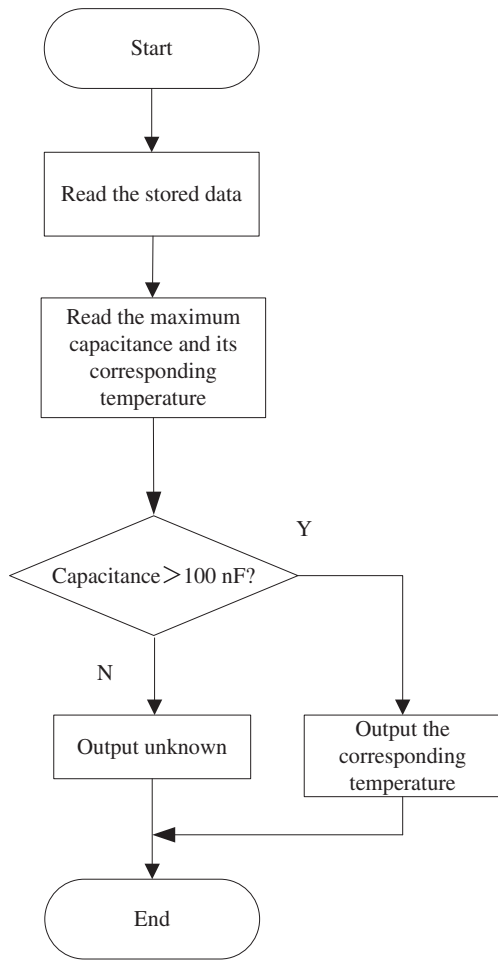 Start
Read the stored data
Read the maximum
capacitance and its
corresponding
temperature
Y
Capacitance＞100 nF?
N
Output unknown
Output the
corresponding
temperature
End